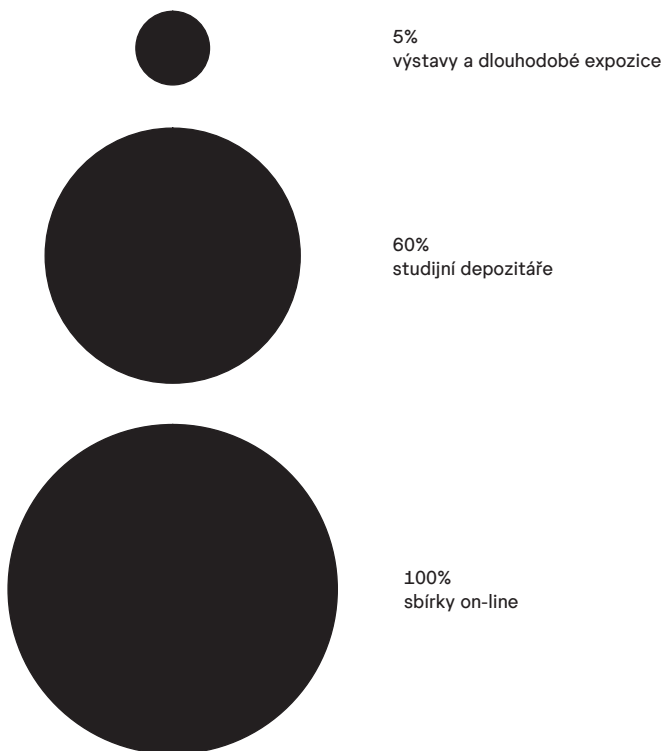 5%
výstavy a dlouhodobé expozice
60%
studijní depozitáře
100%
sbírky on-line